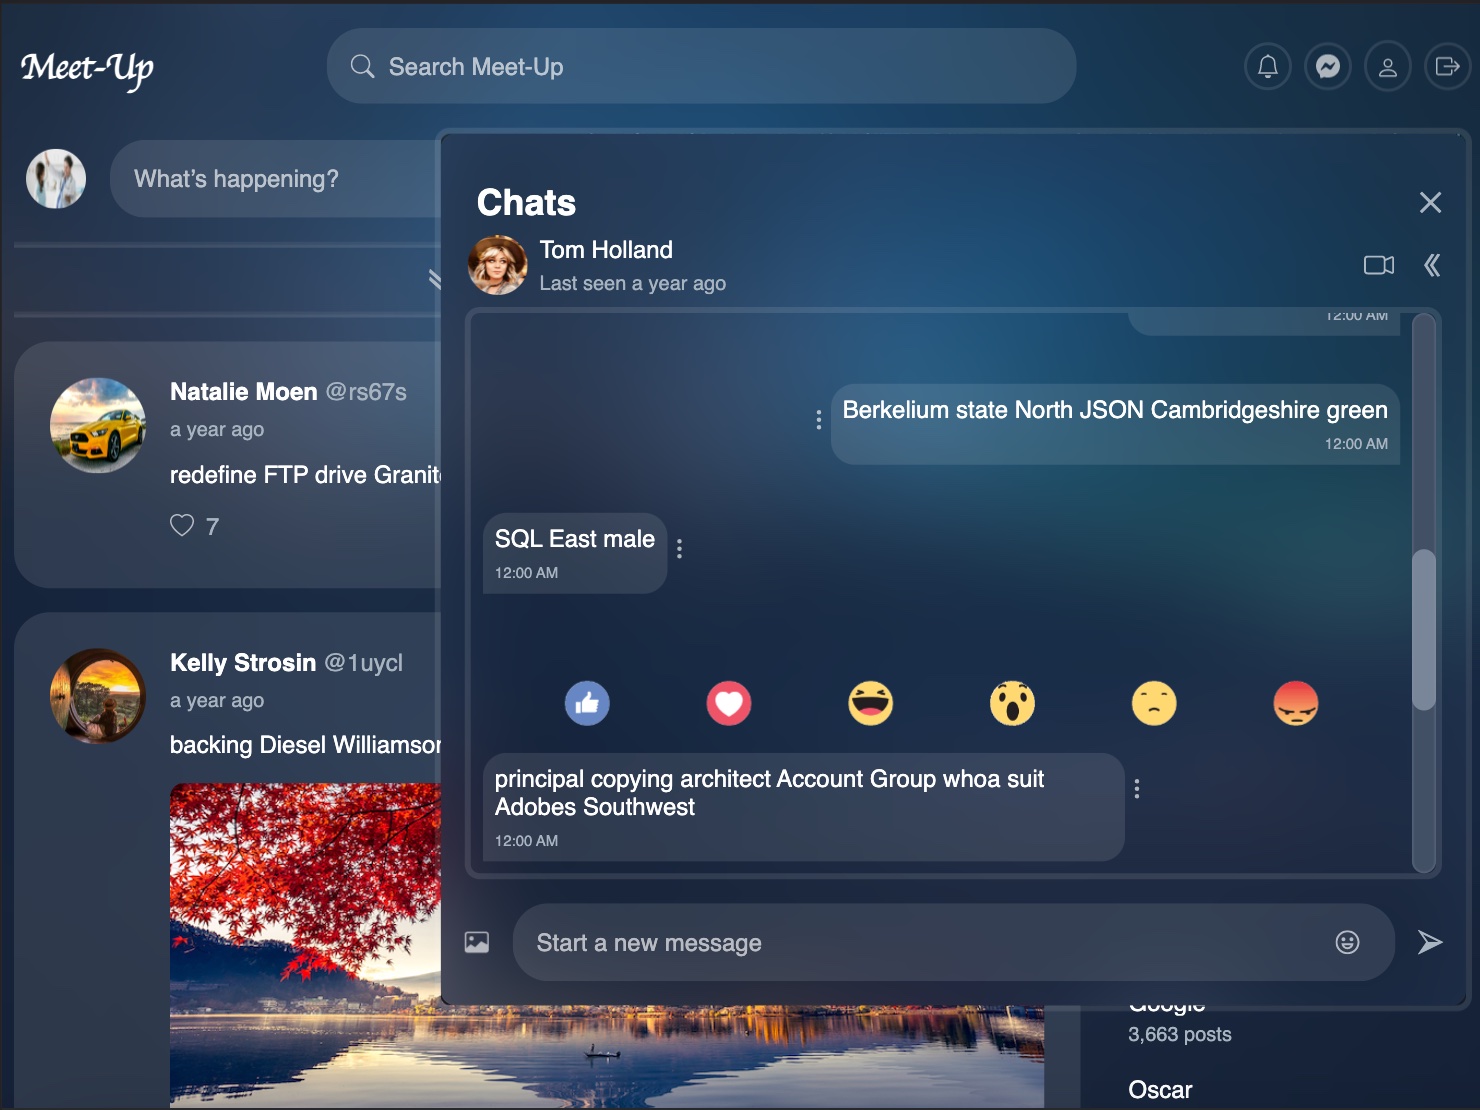 Meet-Up
Search Meet-Up
What's happening?
Chats
Tom Holland
Last seen a year ago
12:00 AM
Berkelium state North JSON Cambridgeshire green
12:00 AM
SQL East male
12:00 AM
principal copying architect Account Group whoa suit
Adobes Southwest
12:00 AM
Start a new message
Natalie Moen @rs67s
a year ago
redefine FTP drive
7
Kelly Strosin @1uycl
a year ago
backing Diesel
Google
3,663 posts
Oscar